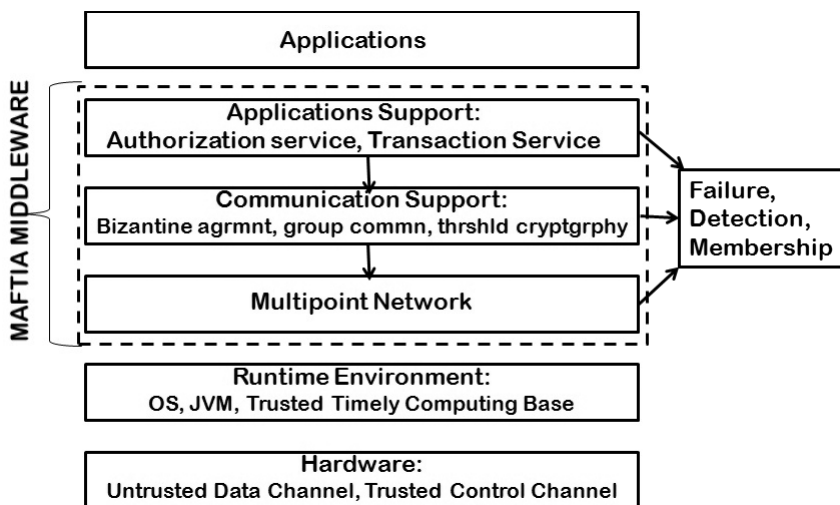 Applications
MAFTIA MIDDLEWARE
Applications Support:
Authorization service, Transaction Service
Communication Support:
Bizantine agrmnt, group commn, thrshld cryptgrphy
Multipoint Network
Failure,
Detection,
Membership
Runtime Environment:
OS, JVM, Trusted Timely Computing Base
Hardware:
Untrusted Data Channel, Trusted Control Channel